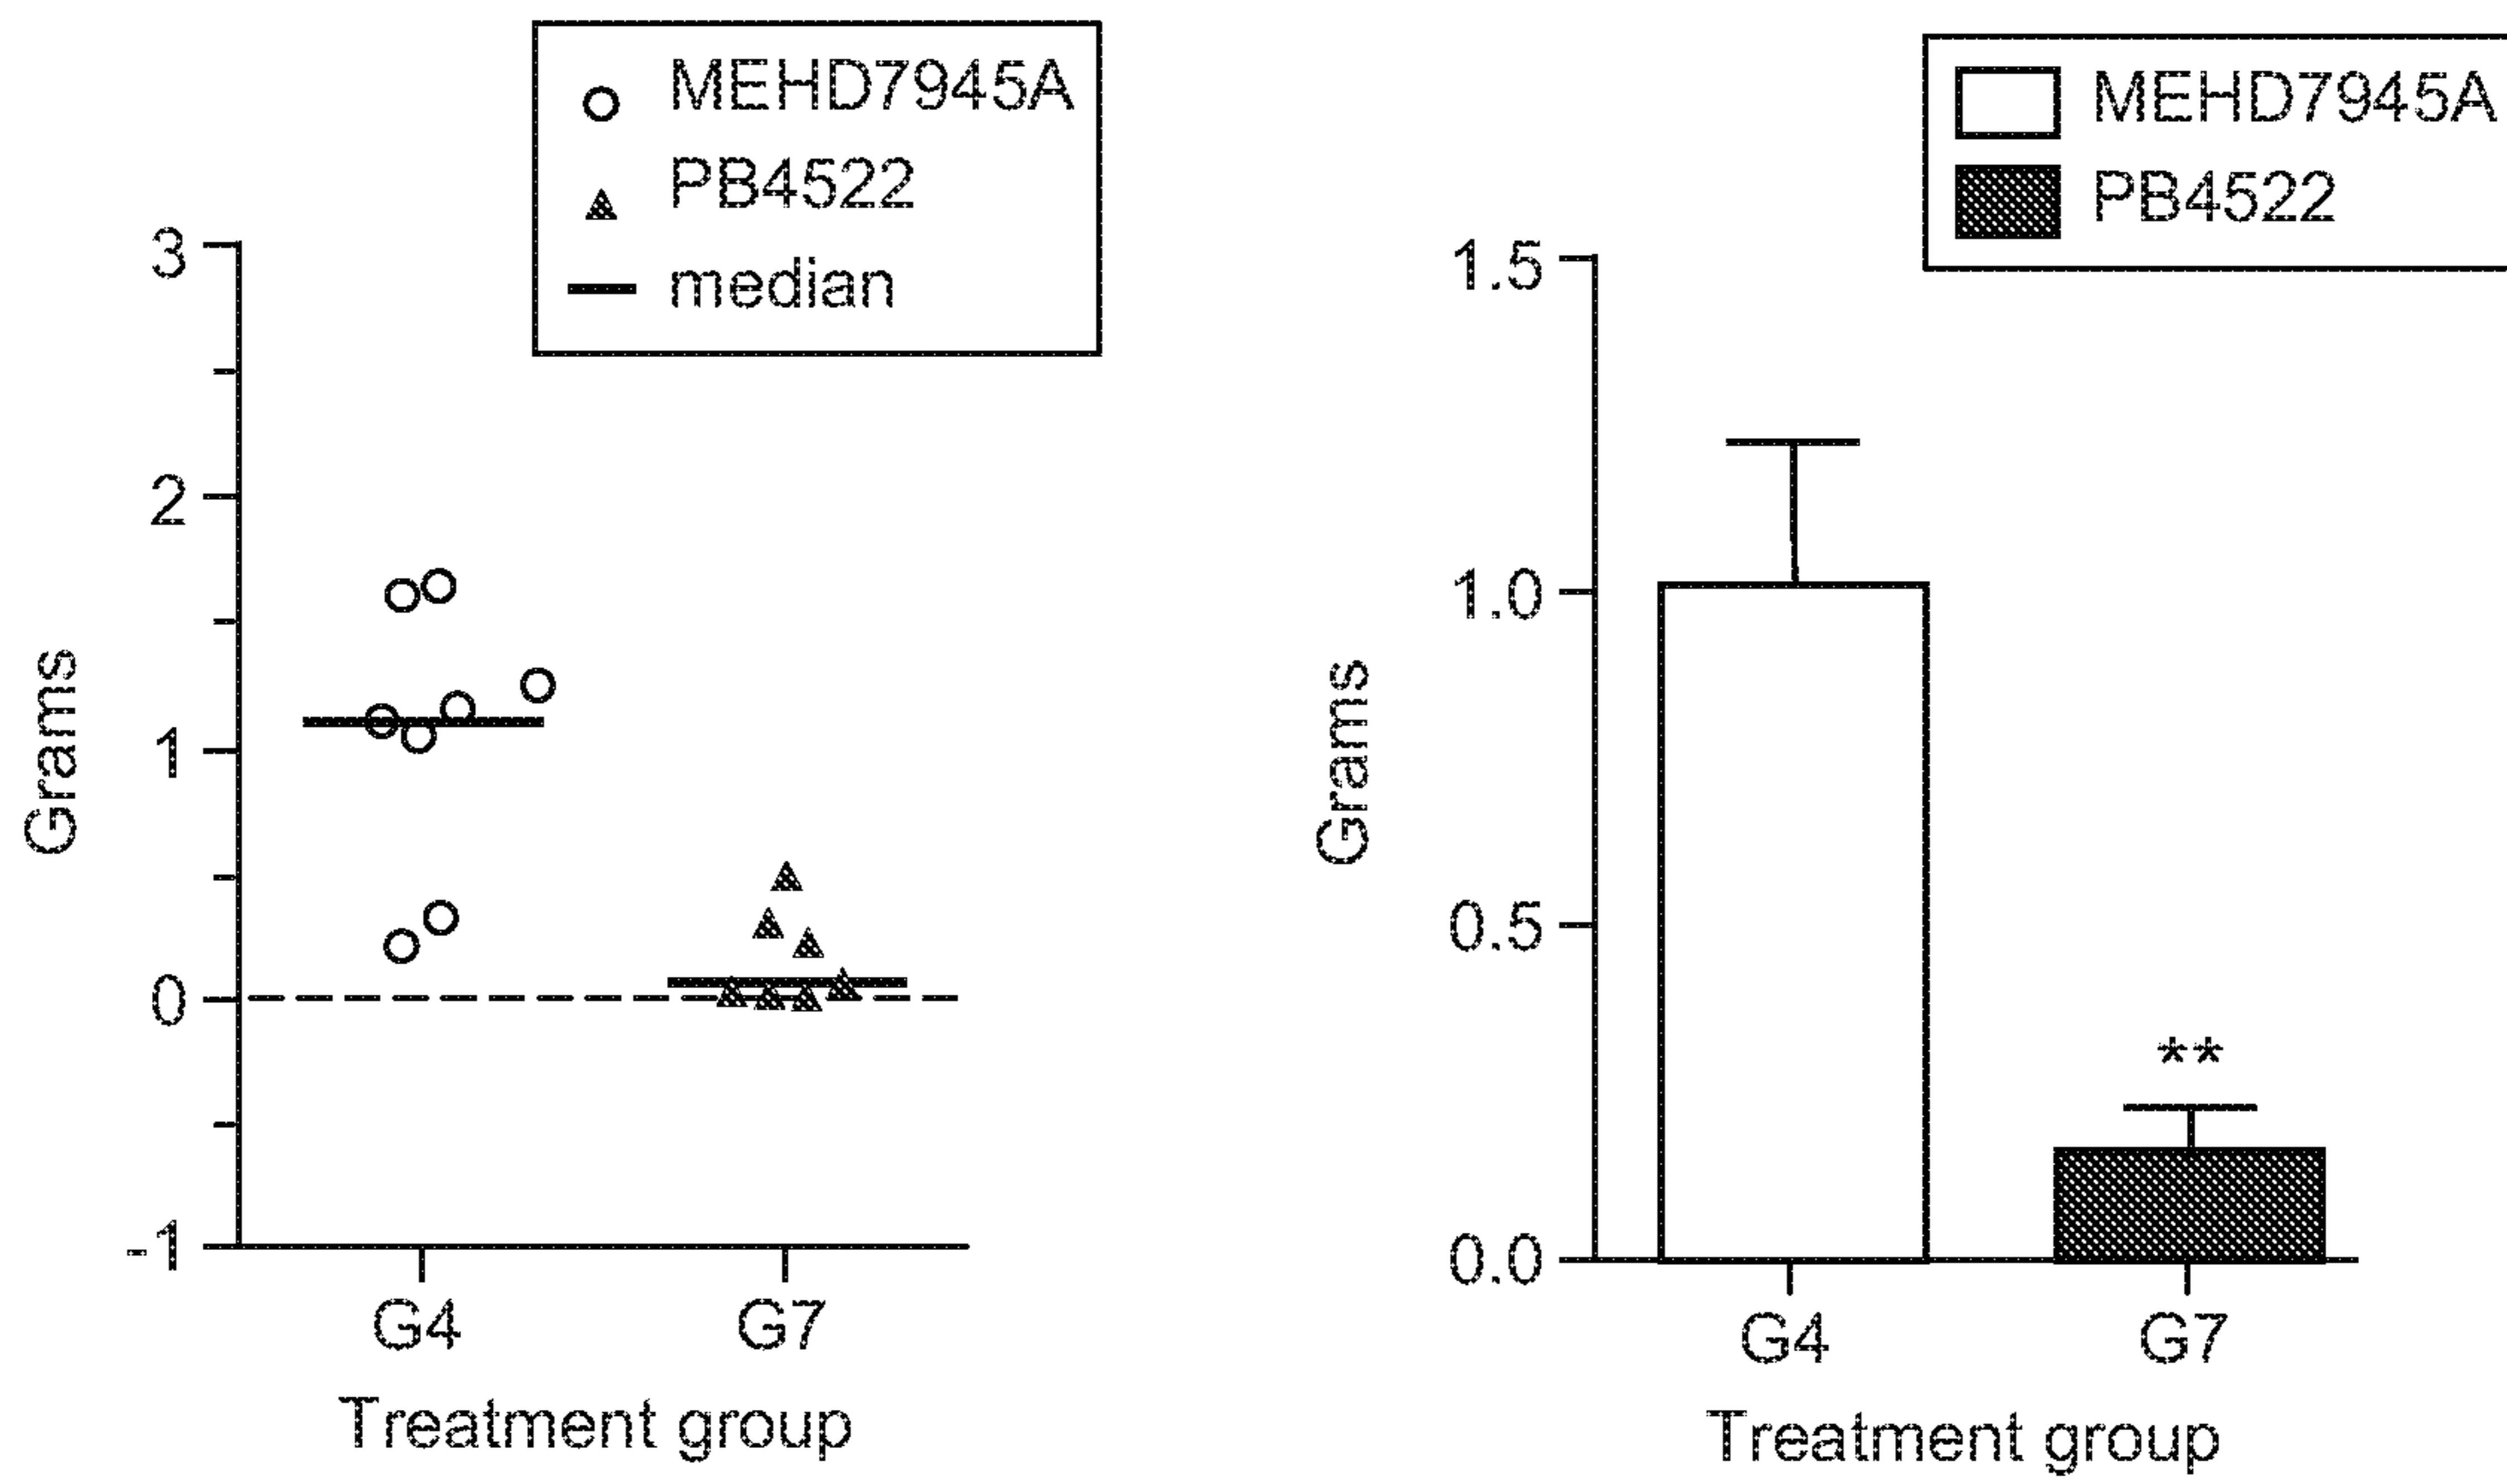 MEHD7945A
PB4522
median
3
2
1
0
-1
Grams
G4 G7
Treatment group
MEHD7945A
PB4522
1.5
1.0
0.5
0.0
Grams
**
G4 G7
Treatment group